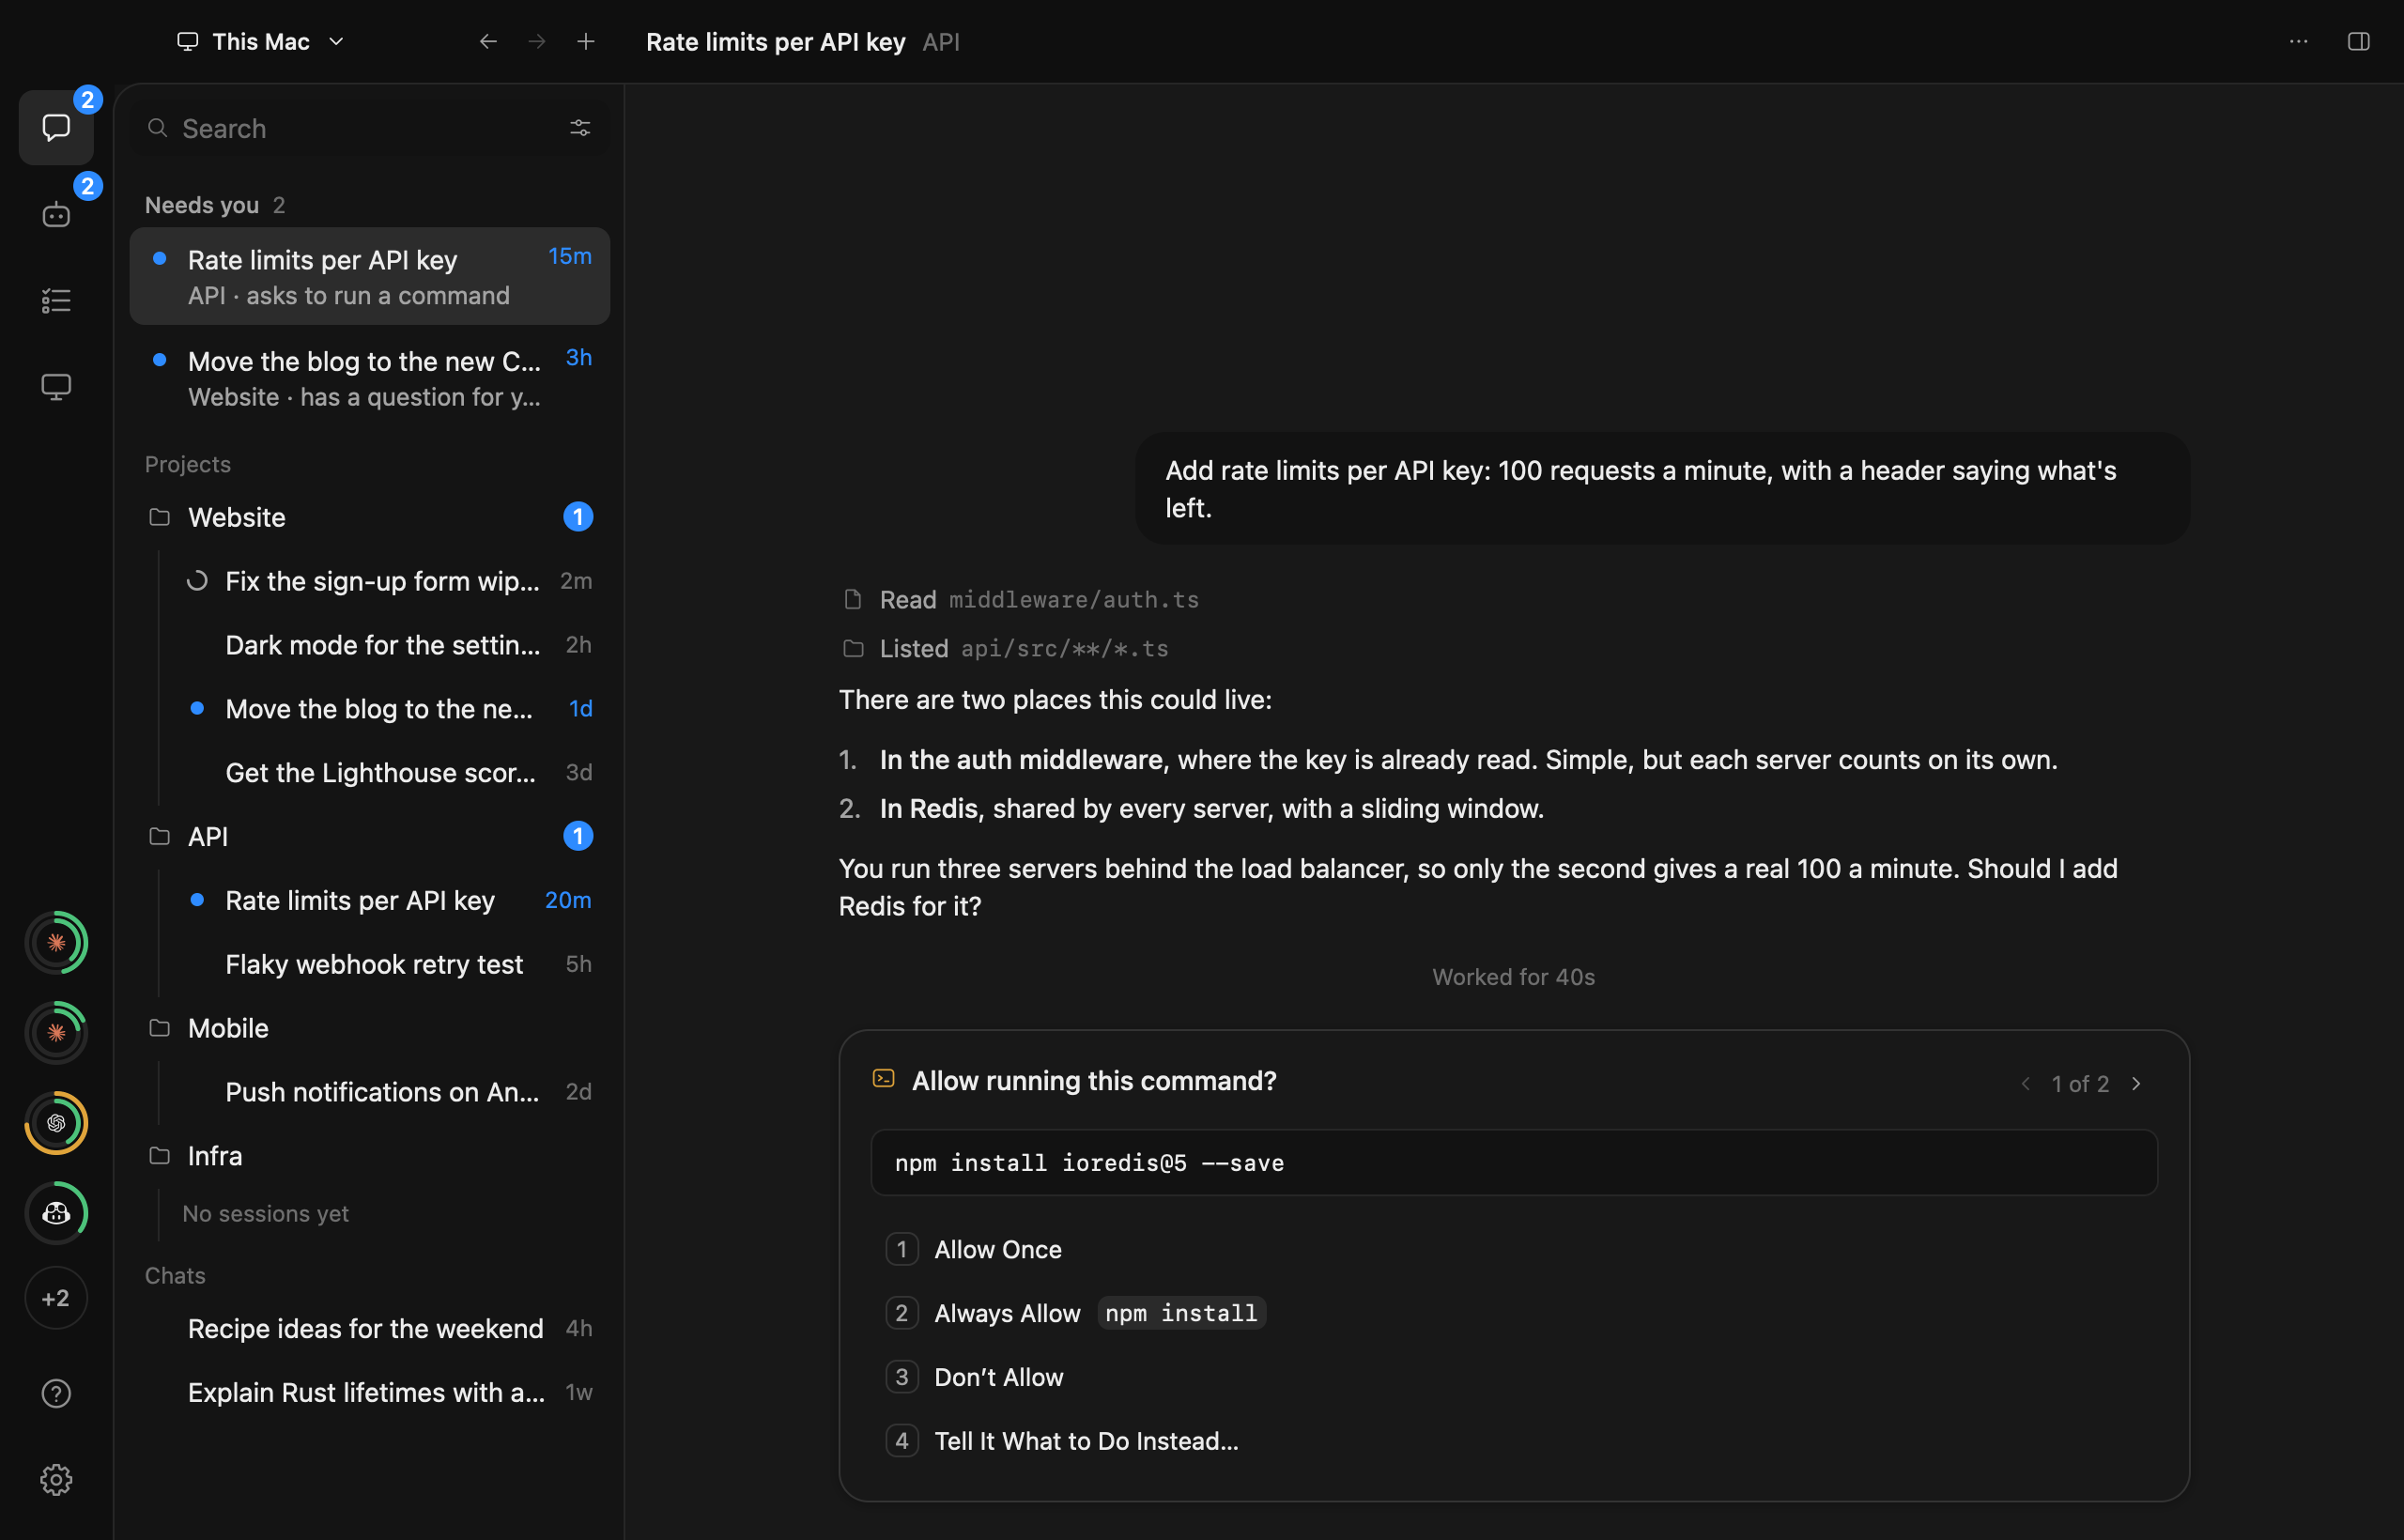 This Mac
Rate limits per API key API
2
2
Search
Needs you 2
Rate limits per API key 15m
API · asks to run a command
Move the blog to the new C... 3h
Website · has a question for y...
Projects
Website 1
Fix the sign-up form wip... 2m
Dark mode for the settin... 2h
Move the blog to the ne... 1d
Get the Lighthouse scor... 3d
API 1
Rate limits per API key 20m
Flaky webhook retry test 5h
Mobile
Push notifications on An... 2d
Infra
No sessions yet
Chats
Recipe ideas for the weekend 4h
Explain Rust lifetimes with a... 1w
+2
Add rate limits per API key: 100 requests a minute, with a header saying what's
left.
Read middleware/auth.ts
Listed api/src/**/*.ts
There are two places this could live:
1. In the auth middleware, where the key is already read. Simple, but each server counts on its own.
2. In Redis, shared by every server, with a sliding window.
You run three servers behind the load balancer, so only the second gives a real 100 a minute. Should I add
Redis for it?
Worked for 40s
Allow running this command? 1 of 2
npm install ioredis@5 --save
1 Allow Once
2 Always Allow npm install
3 Don’t Allow
4 Tell It What to Do Instead...